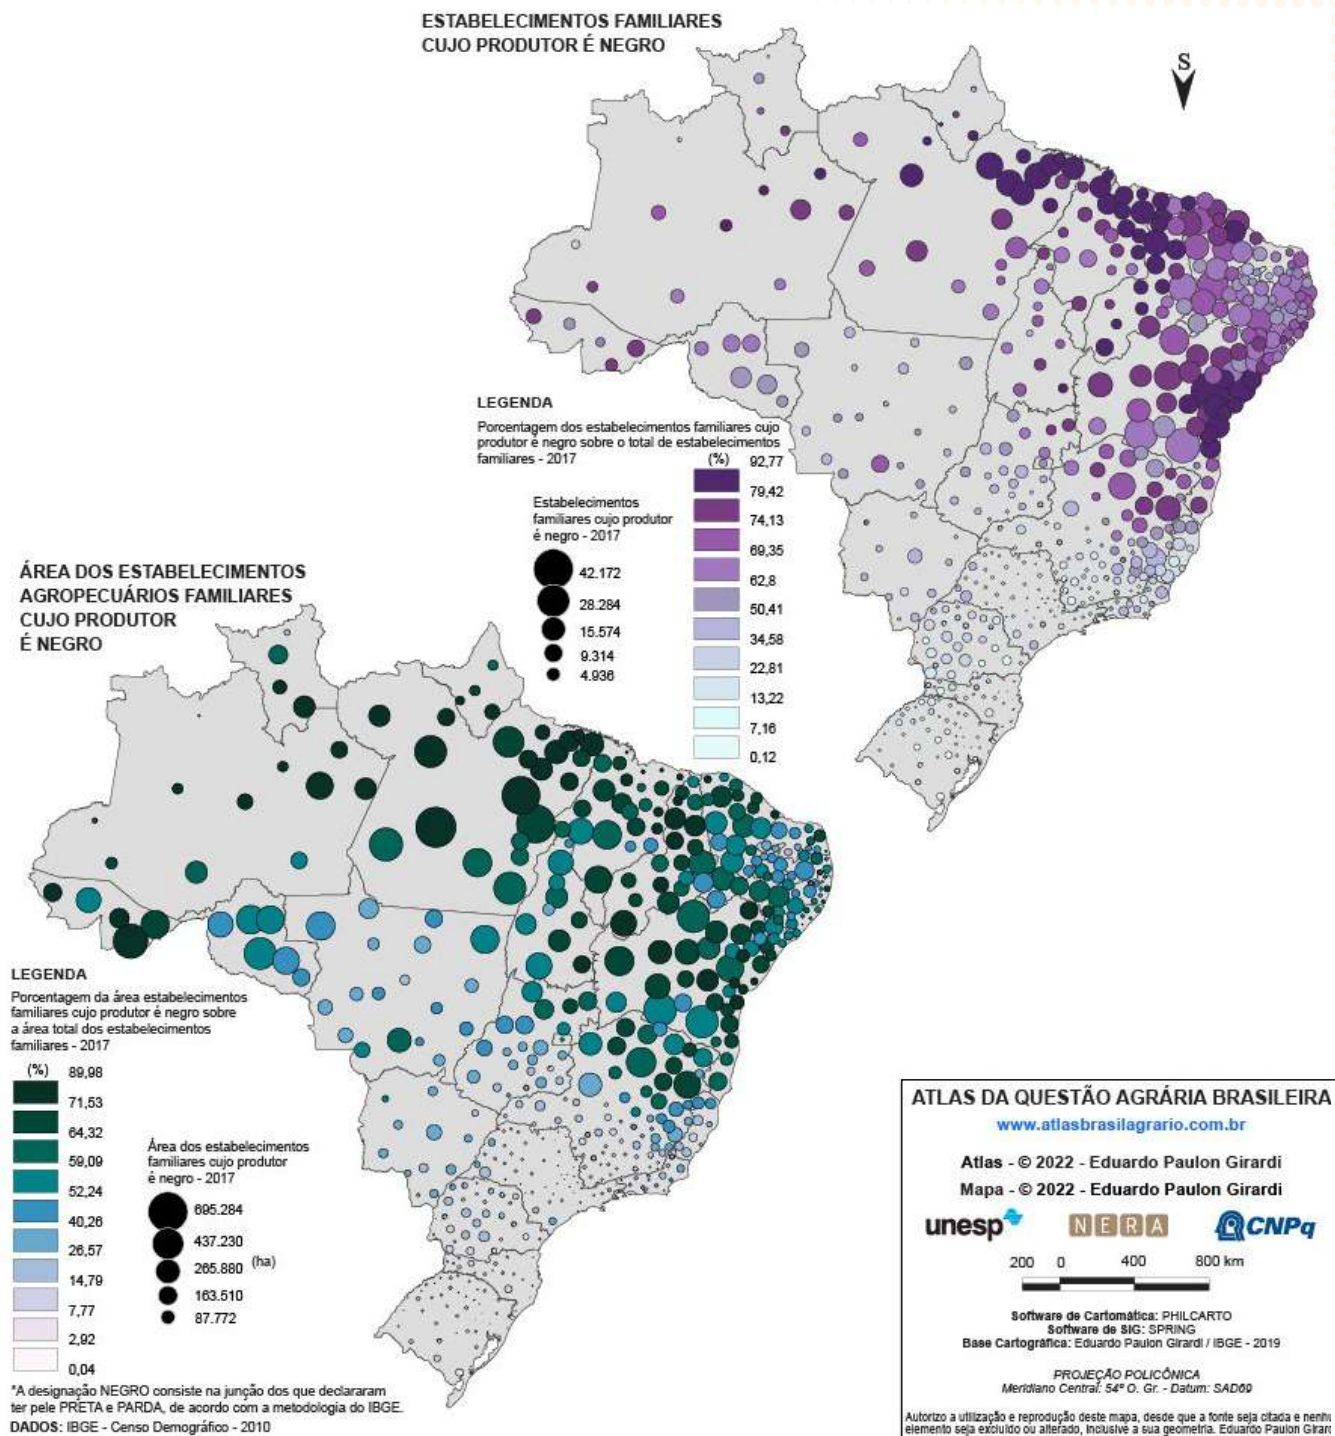 ESTABELECIMENTOS FAMILIARES
CUJO PRODUTOR É NEGRO
S
LEGENDA
Porcentagem dos estabelecimentos familiares cujo
produtor é negro sobre o total de estabelecimentos
familiares - 2017
(%)
92,77
79,42
74,13
69,35
62,8
50,41
34,58
22,81
13,22
7,16
0,12
Estabelecimentos
familiares cujo produtor
é negro - 2017
42.172
28.284
15.574
9.314
4.936
ÁREA DOS ESTABELECIMENTOS
AGROPECUÁRIOS FAMILIARES
CUJO PRODUTOR
É NEGRO
LEGENDA
Porcentagem da área estabelecimentos
familiares cujo produtor é negro sobre
a área total dos estabelecimentos
familiares - 2017
(%)
89,98
71,53
64,32
59,09
52,24
40,26
26,57
14,79
7,77
2,92
0,04
Área dos estabelecimentos
familiares cujo produtor
é negro - 2017
695.284
437.230
265.880 (ha)
163.510
87.772
*A designação NEGRO consiste na junção dos que declararam
ter pele PRETA e PARDA, de acordo com a metodologia do IBGE.
DADOS: IBGE - Censo Demográfico - 2010
ATLAS DA QUESTÃO AGRÁRIA BRASILEIRA
www.atlasbrasilagrario.com.br
Atlas - © 2022 - Eduardo Paulon Girardi
Mapa - © 2022 - Eduardo Paulon Girardi
unesp NERA CNPq
200 0 400 800 km
Software de Cartomática: PHILCARTO
Software de SIG: SPRING
Base Cartográfica: Eduardo Paulon Girardi / IBGE - 2019
PROJEÇÃO POLICÔNICA
Meridiano Central: 54º O. Gr. - Datum: SAD69
Autorizo a utilização e reprodução deste mapa, desde que a fonte seja citada e nenhu
elemento seja excluído ou alterado, inclusive a sua geometria. Eduardo Paulon Girard